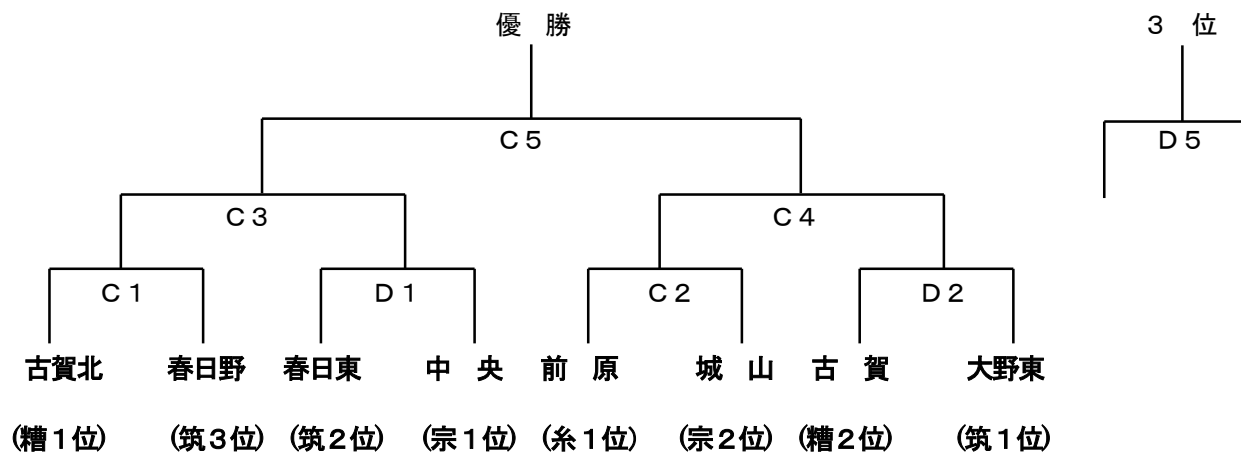 優　勝
３　位
Ｃ５
Ｄ５
Ｃ３
Ｃ４
Ｃ１
Ｄ１
Ｃ２
Ｄ２
古賀北　春日野　春日東　中　央　前　原　城　山　古　賀　大野東
(糟１位)　(筑３位)　(筑２位)　(宗１位)　(糸１位)　(宗２位)　(糟２位)　(筑１位)